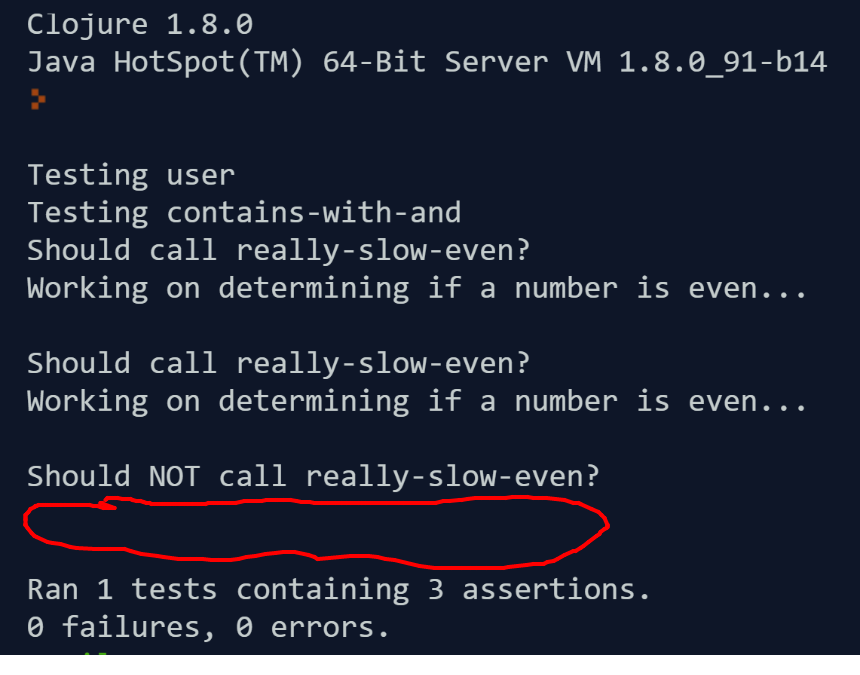 Clojure 1.8.0
Java HotSpot(TM) 64-Bit Server VM 1.8.0_91-b14
>
Testing user
Testing contains-with-and
Should call really-slow-even?
Working on determining if a number is even...
Should call really-slow-even?
Working on determining if a number is even...
Should NOT call really-slow-even?
Ran 1 tests containing 3 assertions.
0 failures, 0 errors.